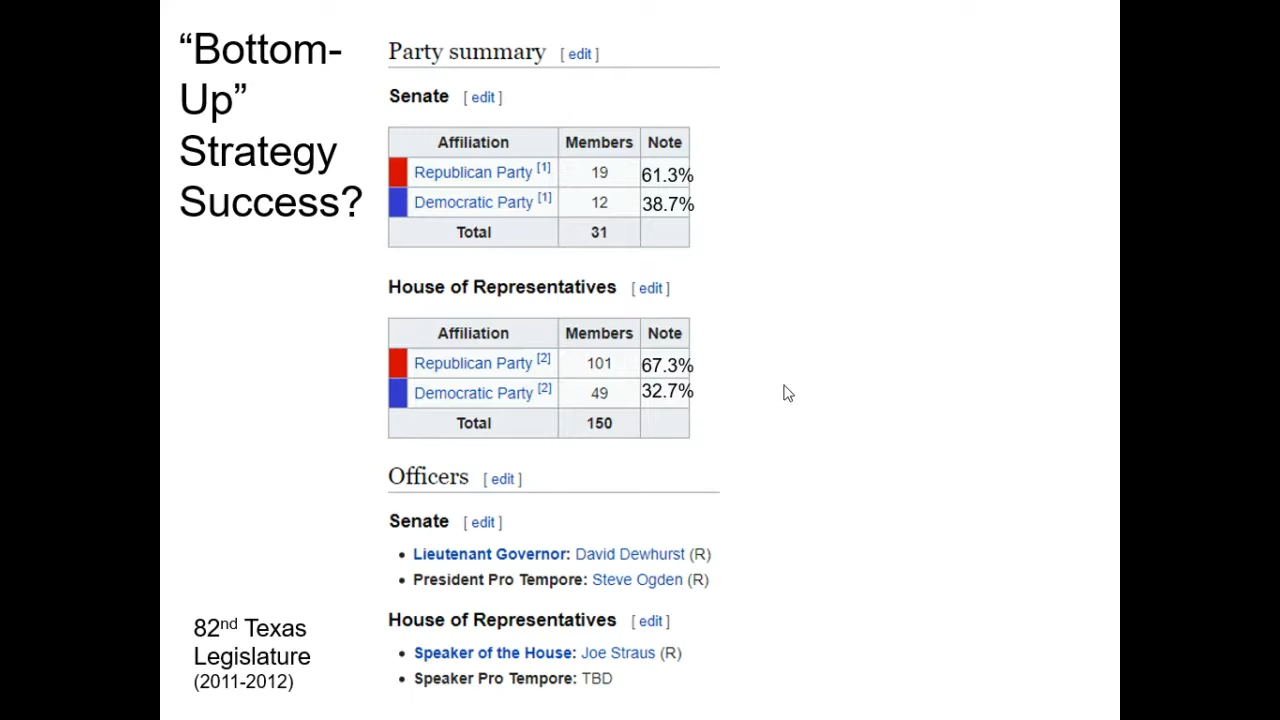 “Bottom-
Up”
Strategy
Success?
Party summary [ edit ]
Senate [ edit ]
Affiliation Members Note
Republican Party [1] 19 61.3%
Democratic Party [1] 12 38.7%
Total 31
House of Representatives [ edit ]
Affiliation Members Note
Republican Party [2] 101 67.3%
Democratic Party [2] 49 32.7%
Total 150
Officers [ edit ]
Senate [ edit ]
• Lieutenant Governor: David Dewhurst (R)
• President Pro Tempore: Steve Ogden (R)
House of Representatives [ edit ]
• Speaker of the House: Joe Straus (R)
• Speaker Pro Tempore: TBD
82nd Texas
Legislature
(2011-2012)